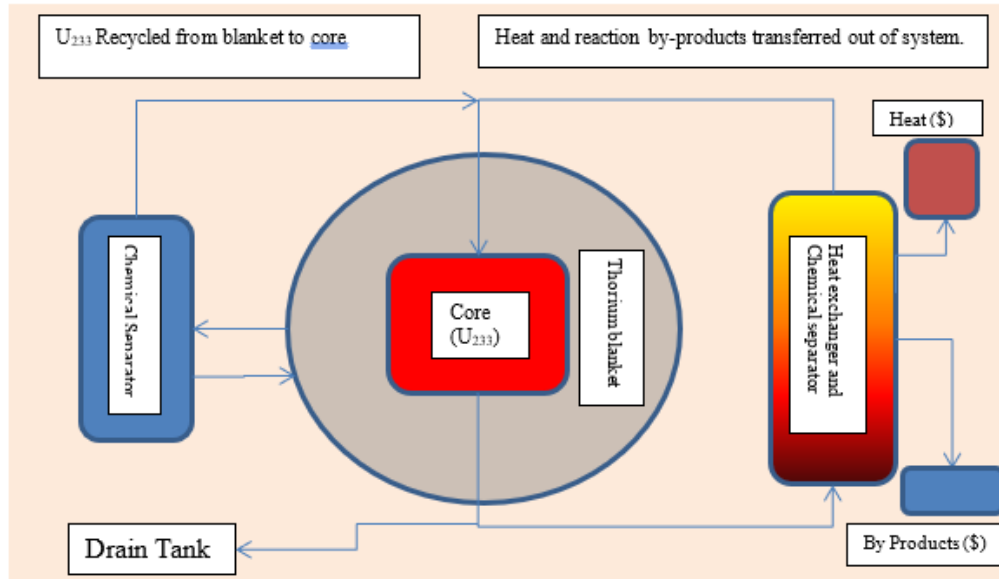 U₂₃₃ Recycled from blanket to core
Heat and reaction by-products transferred out of system.
Heat ($)
Chemical Separator
Core
(U₂₃₃)
Thorium blanket
Heat exchanger and
Chemical separator
Drain Tank
By Products ($)